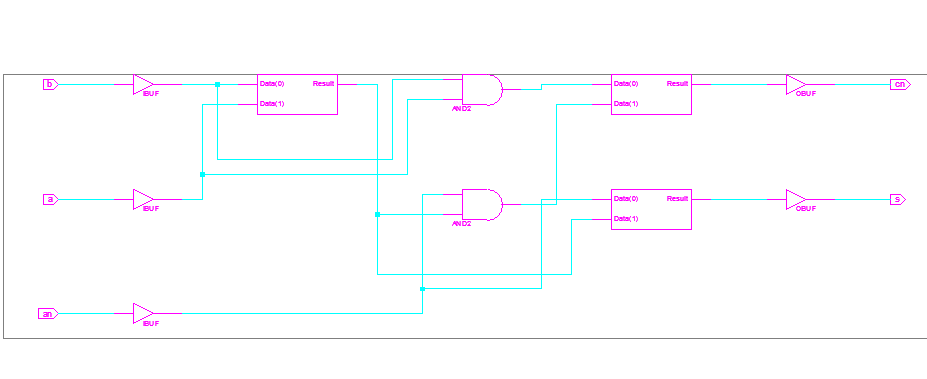 b
IBUF
Data(0) Result
Data(1)
AND2
Data(0) Result
Data(1)
OBUF
cn
a
IBUF
AND2
Data(0) Result
Data(1)
OBUF
s
an
IBUF